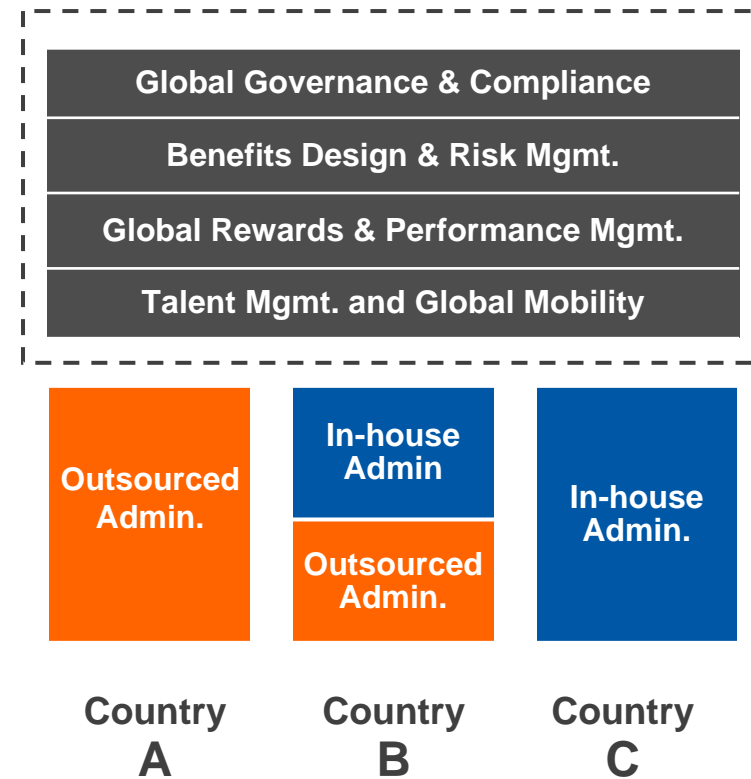 Global Governance & Compliance
Benefits Design & Risk Mgmt.
Global Rewards & Performance Mgmt.
Talent Mgmt. and Global Mobility
Outsourced
Admin.
In-house
Admin
Outsourced
Admin.
In-house
Admin.
Country
A
Country
B
Country
C